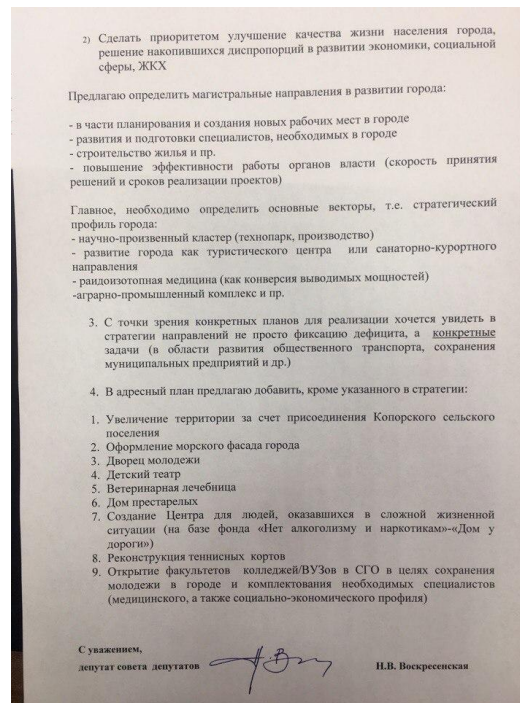 2) Сделать приоритетом улучшение качества жизни населения города,
решение накопившихся диспропорций в развитии экономики, социальной
сферы, ЖКХ
Предлагаю определить магистральные направления в развитии города:
- в части планирования и создания новых рабочих мест в городе
- развития и подготовки специалистов, необходимых в городе
- строительство жилья и пр.
- повышение эффективности работы органов власти (скорость принятия
решений и сроков реализации проектов)
Главное, необходимо определить основные векторы, т.е. стратегический
профиль города:
- научно-произвенный кластер (технопарк, производство)
- развитие города как туристического центра или санаторно-курортного
направления
- раидоизотопная медицина (как конверсия выводимых мощностей)
-аграрно-промышленный комплекс и пр.
3. С точки зрения конкретных планов для реализации хочется увидеть в
стратегии направлений не просто фиксацию дефицита, а конкретные
задачи (в области развития общественного транспорта, сохранения
муниципальных предприятий и др.)
4. В адресный план предлагаю добавить, кроме указанного в стратегии:
1. Увеличение территории за счет присоединения Копорского сельского
поселения
2. Оформление морского фасада города
3. Дворец молодежи
4. Детский театр
5. Ветеринарная лечебница
6. Дом престарелых
7. Создание Центра для людей, оказавшихся в сложной жизненной
ситуации (на базе фонда «Нет алкоголизму и наркотикам»-«Дом у
дороги»)
8. Реконструкция теннисных кортов
9. Открытие факультетов колледжей/ВУЗов в СГО в целях сохранения
молодежи в городе и комплектования необходимых специалистов
(медицинского, а также социально-экономического профиля)
С уважением,
депутат совета депутатов Н.В. Воскресенская